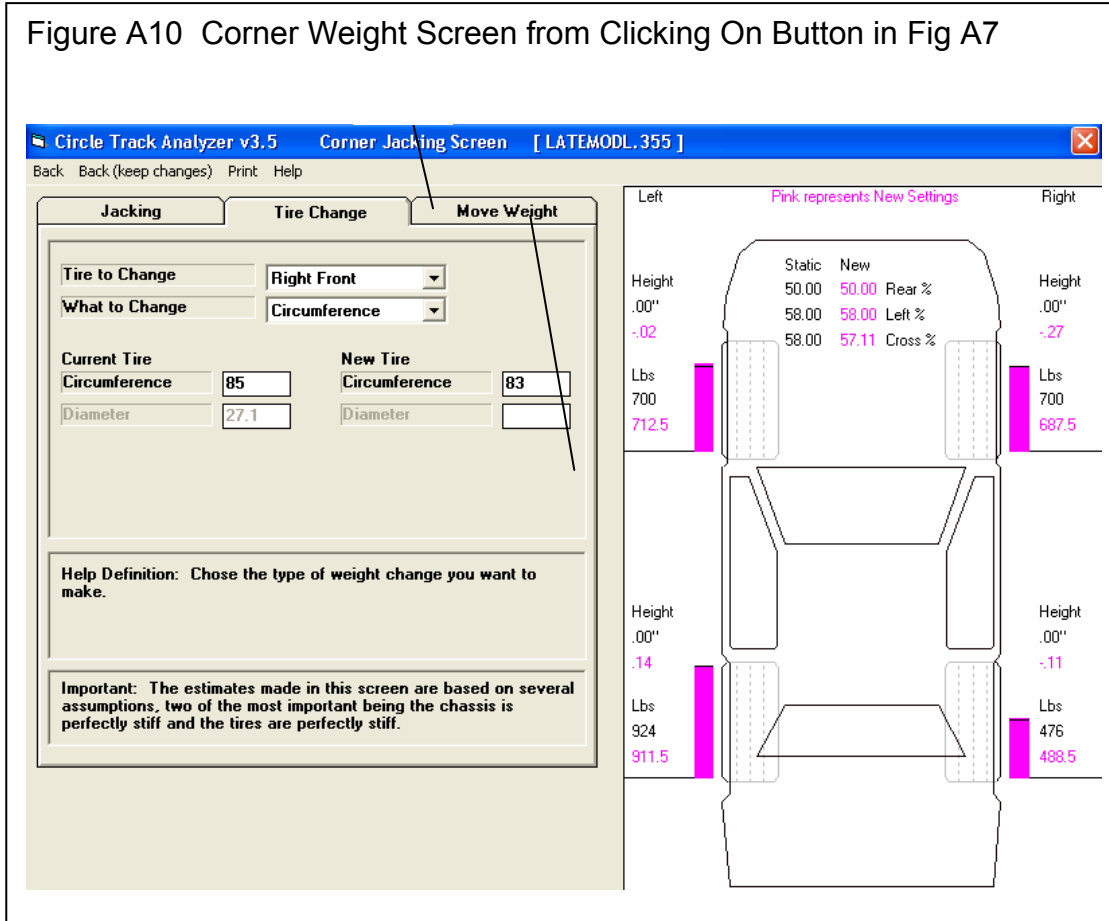 Figure A10 Corner Weight Screen from Clicking On Button in Fig A7
Circle Track Analyzer v3.5 Corner Jacking Screen [ LATEMODL.355 ]
Back Back (keep changes) Print Help
Jacking Tire Change Move Weight
Tire to Change Right Front
What to Change Circumference
Current Tire New Tire
Circumference 85 Circumference 83
Diameter 27.1 Diameter
Help Definition: Chose the type of weight change you want to
make.
Important: The estimates made in this screen are based on several
assumptions, two of the most important being the chassis is
perfectly stiff and the tires are perfectly stiff.
Left Pink represents New Settings Right
Static New
50.00 50.00 Rear %
58.00 58.00 Left %
58.00 57.11 Cross %
Height
.00"
-.02
Lbs
700
712.5
Height
.00"
-.27
Lbs
700
687.5
Height
.00"
.14
Lbs
924
911.5
Height
.00"
-.11
Lbs
476
488.5